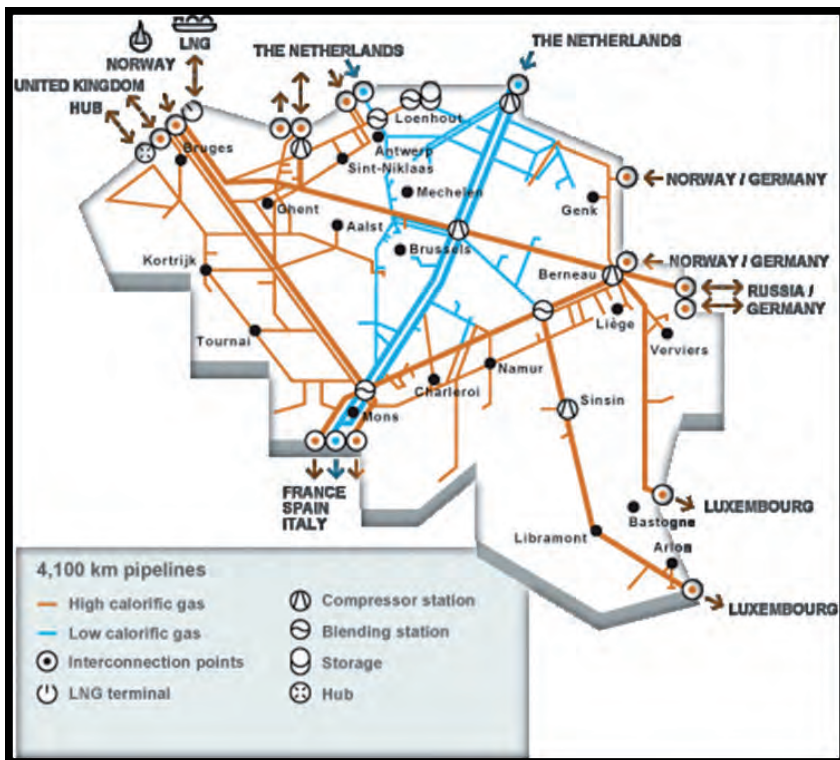 LNG
NORWAY
THE NETHERLANDS
THE NETHERLANDS
UNITED KINGDOM
HUB
Loenhout
Bruges
Antwerp
Sint-Niklaas
NORWAY / GERMANY
Mechelen
Genk
Ghent
Aalst
Brussels
NORWAY / GERMANY
Kortrijk
Berneau
RUSSIA /
GERMANY
Liège
Tournai
Verviers
Namur
Charleroi
Sinsin
Mons
FRANCE
SPAIN
ITALY
LUXEMBOURG
Bastogne
Libramont
Arlon
LUXEMBOURG
4,100 km pipelines
High calorific gas
Low calorific gas
Interconnection points
LNG terminal
Compressor station
Blending station
Storage
Hub